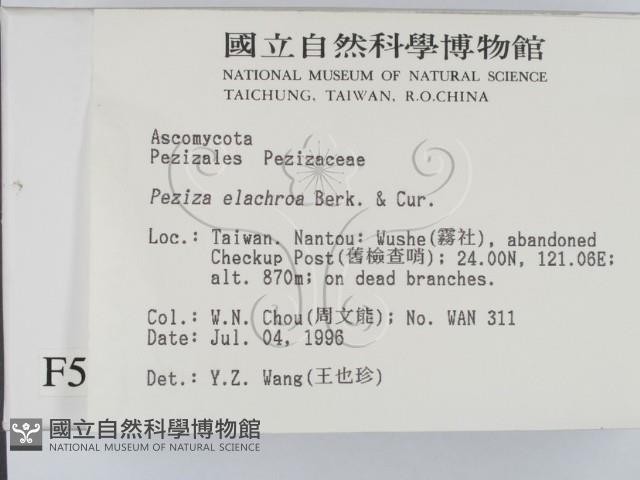 國立自然科學博物館
NATIONAL MUSEUM OF NATURAL SCIENCE
TAICHUNG, TAIWAN, R.O.CHINA
Ascomycota
Pezizales Pezizaceae
Peziza elachroa Berk. & Cur.
Loc.: Taiwan. Nantou: Wushe(霧社), abandoned
Checkup Post(舊檢查哨); 24.00N, 121.06E;
alt. 870m; on dead branches.
Col.: W.N. Chou(周文能); No. WAN 311
Date: Jul. 04, 1996
Det.: Y.Z. Wang(王也珍)
F5
國立自然科學博物館
NATIONAL MUSEUM OF NATURAL SCIENCE